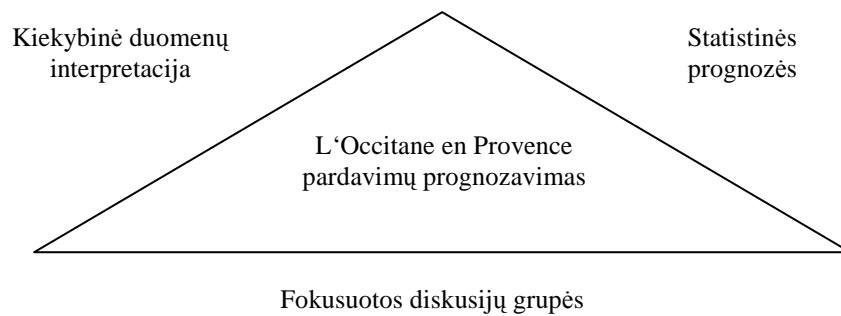 Kiekybinė duomenų
interpretacija
Statistinės
prognozės
L‘Occitane en Provence
pardavimų prognozavimas
Fokusuotos diskusijų grupės